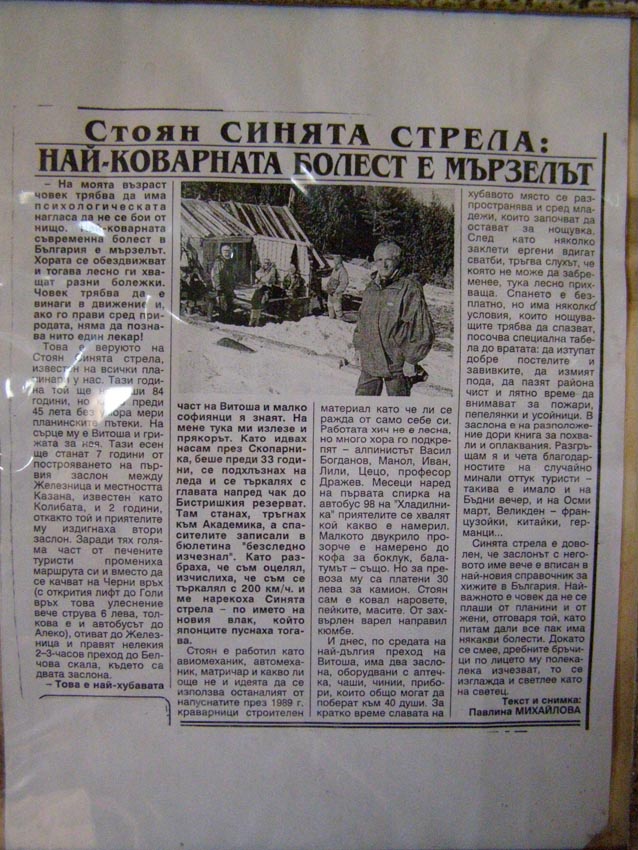 Стоян СИНЯТА СТРЕЛА:
НАЙ-КОВАРНАТА БОЛЕСТ Е МЪРЗЕЛЪТ
– На моята възраст
човек трябва да има
психологическата
нагласа да не се бои от
нищо. коварната
съвременна болест в
България е мързелът.
Хората се обездвижват
и тогава лесно ги хва-
щат разни болежки.
Човек трябва да е
винаги в движение и,
ако го прави сред при-
родата, няма да позна-
ва нито един лекар!
Това е веруюто на
Стоян Синята стрела,
известен на всички пла-
нинари у нас. Тази годи-
на той ще 84
години, но преди
45 лета без умора мери
планинските пътеки. На
сърце му е Витоша и гри-
жата за нея. Тази есен
ще станат 7 години от
построяването на пър-
вия заслон между
Железница и местността
Казана, известен като
Колибата, и 2 години,
откакто той и приятелите
му издигнаха втори
заслон. Заради тях голя-
ма част от печените
туристи промениха
маршрута си и вместо да
се качват на Черни връх
(с открития лифт до Голи
връх това улеснение
вече струва 6 лева, тол-
кова е и автобусът до
Алеко), отиват до Желез-
ница и правят нелекия
2–3-часов преход до Бел-
чова скала, където са
двата заслона.
– Това е най-хубавата
част на Витоша и малко
софиянци я знаят. На
мене тука ми излезе и
прякорът. Като идвах
насам през Скопарни-
ка, беше преди 33 годи-
ни, се подхлъзнах на
леда и се търкалях с
главата напред чак до
Бистришкия резерват.
Там станах, тръгнах
към Академика, а спа-
сителите записали в
бюлетина "безследно
изчезнал". Като раз-
браха, че съм оцелял,
изчислиха, че съм се
търкалял с 200 км/ч. и
ме нарекоха Синята
стрела - по името на
новия влак, който
японците пуснаха то-
гава.
Стоян е работил като
авиомеханик, автомеха-
ник, матричар и какво ли
още не и идеята да се
използва останалият от
напуснатите през 1989 г.
краварници строителен
материал като че ли се
ражда от само себе си.
Работата хич не е лесна,
но много хора го подкре-
пят – алпинистът Васил
Богданов, Манол, Иван,
Лили, Цецо, професор
Дражев. Месеци наред
на първата спирка на
автобус 98 на "Хладилни-
ка" приятелите се хвалят
кой какво е намерил.
Малкото двукрило про-
зорче е намерено до
кофа за боклук, бала-
тумът – също. Но за пре-
воза му са платени 30
лева за камион. Стоян
сам е ковал наровете,
пейките, масите. От зах-
върлен варел направил
кюмбе.
И днес, по средата на
най-дългия преход на
Витоша, има два засло-
на, оборудвани с аптеч-
ка, чаши, чинии, прибо-
ри, които общо могат да
поберат към 40 души. За
кратко време славата на
хубавото място се раз-
пространява и сред мла-
дежи, които започват да
остават за нощувка.
След като няколко
заклети ергени вдигат
сватби, тръгва слухът, че
която не може да забре-
менее, тука лесно прих-
ваща. Спането е без-
платно, но има няколко
условия, които нощува-
щите трябва да спазват,
посочва специална табе-
ла до вратата: да изтупат
добре постелите и
завивките, да измият
пода, да пазят района
чист и лятно време да
внимават за пожари,
пепелянки и усойници. В
заслона е на разположе-
ние дори книга за похва-
ли и оплаквания. Разгръ-
щам я и чета благодар-
ностите на случайно
минали оттук туристи –
такива е имало и на
Бъдни вечер, и на Осми
март, Великден – фран-
цузойки, китайки, гер-
манци...
Синята стрела е дово-
лен, че заслонът с него-
вото име вече е вписан в
най-новия справочник за
хижите в България. Най-
важното е човек да не се
плаши от планини и от
жени, отговаря той, като
питам дали все пак има
някакви болести. Докато
се смее, дребните бръч-
ици по лицето му полека-
лека изчезват, то се
изглажда и светлее като
на светец.
Текст и снимка:
Павлина МИХАЙЛОВА